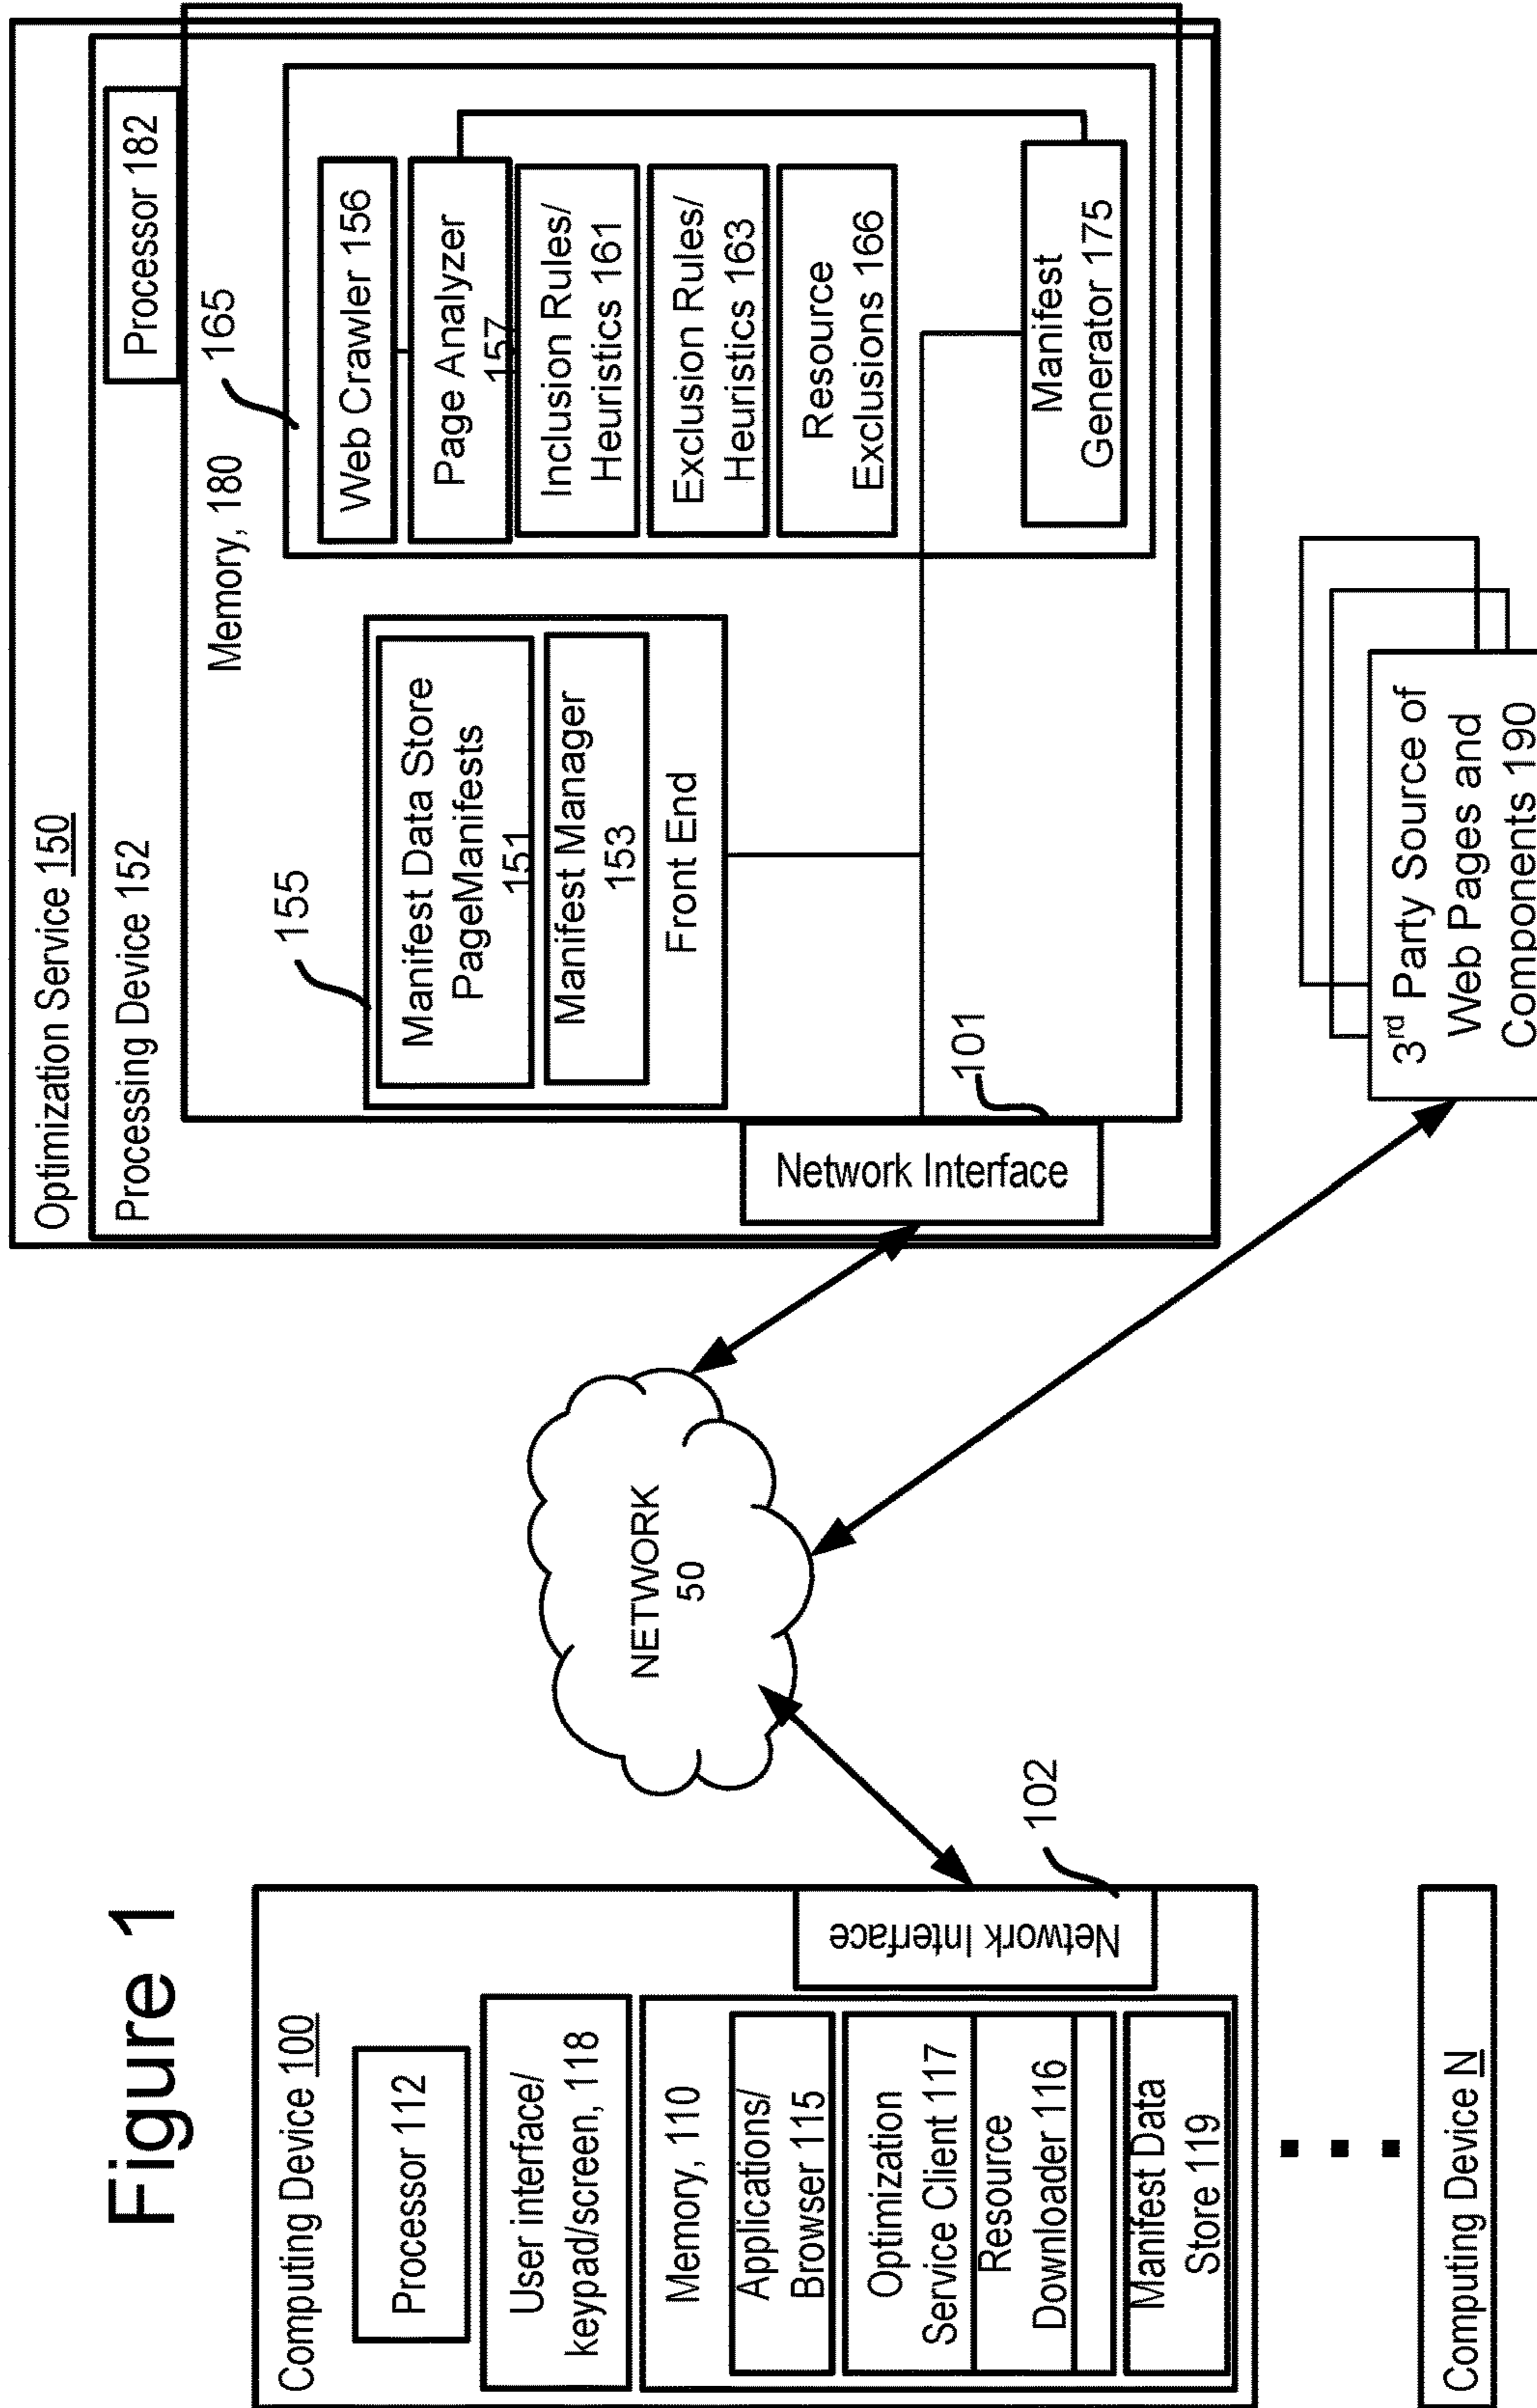 Figure 1
Computing Device 100
Processor 112
User interface/
keypad/screen, 118
Memory, 110
Applications/
Browser 115
Optimization
Service Client 117
Resource
Downloader 116
Manifest Data
Store 119
Network Interface
102
Computing Device N
NETWORK
50
Optimization Service 150
Processing Device 152
Processor 182
Memory, 180
155
Manifest Data Store
PageManifests
151
Manifest Manager
153
Front End
165
Web Crawler 156
Page Analyzer
157
Inclusion Rules/
Heuristics 161
Exclusion Rules/
Heuristics 163
Resource
Exclusions 166
Manifest
Generator 175
101
Network Interface
3rd Party Source of
Web Pages and
Components 190